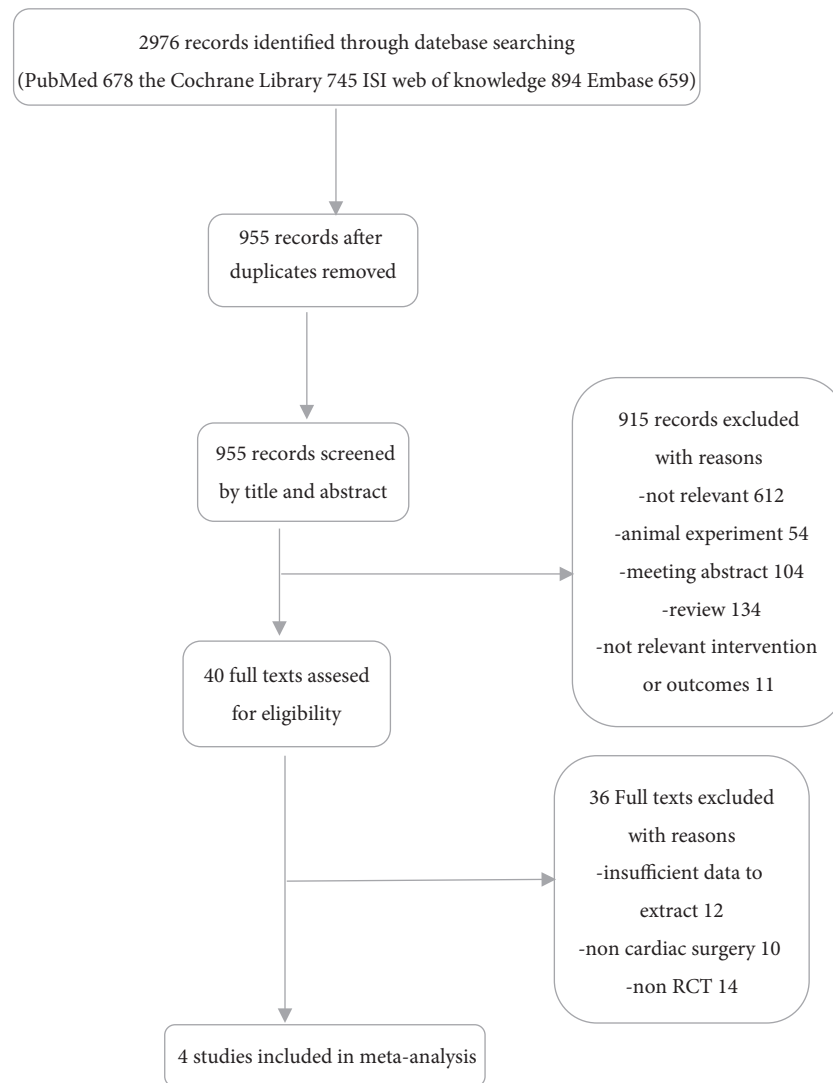 2976 records identified through datebase searching
(PubMed 678 the Cochrane Library 745 ISI web of knowledge 894 Embase 659)
955 records after
duplicates removed
955 records screened
by title and abstract
915 records excluded
with reasons
-not relevant 612
-animal experiment 54
-meeting abstract 104
-review 134
-not relevant intervention
or outcomes 11
40 full texts assesed
for eligibility
36 Full texts excluded
with reasons
-insufficient data to
extract 12
-non cardiac surgery 10
-non RCT 14
4 studies included in meta-analysis